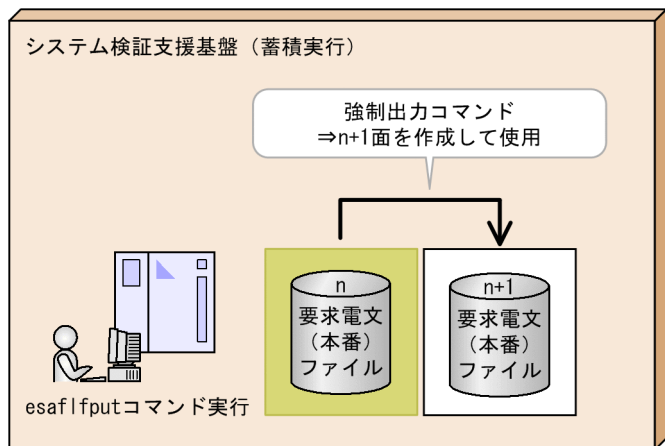 システム検証支援基盤（蓄積実行）
強制出力コマンド
⇒n+1面を作成して使用
n
要求電文
（本番）
ファイル
n+1
要求電文
（本番）
ファイル
esaflfputコマンド実行